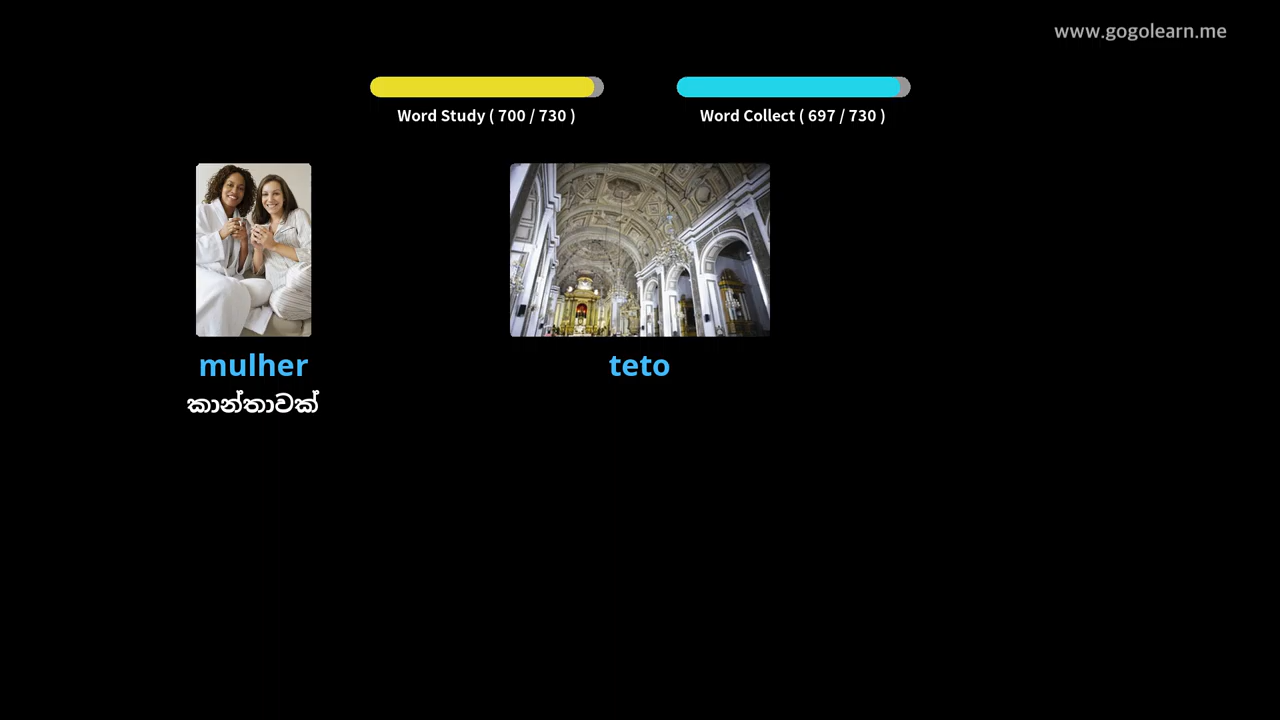 www.gogolearn.me
Word Study ( 700 / 730 )
Word Collect ( 697 / 730 )
mulher
teto
කාන්තාවක්